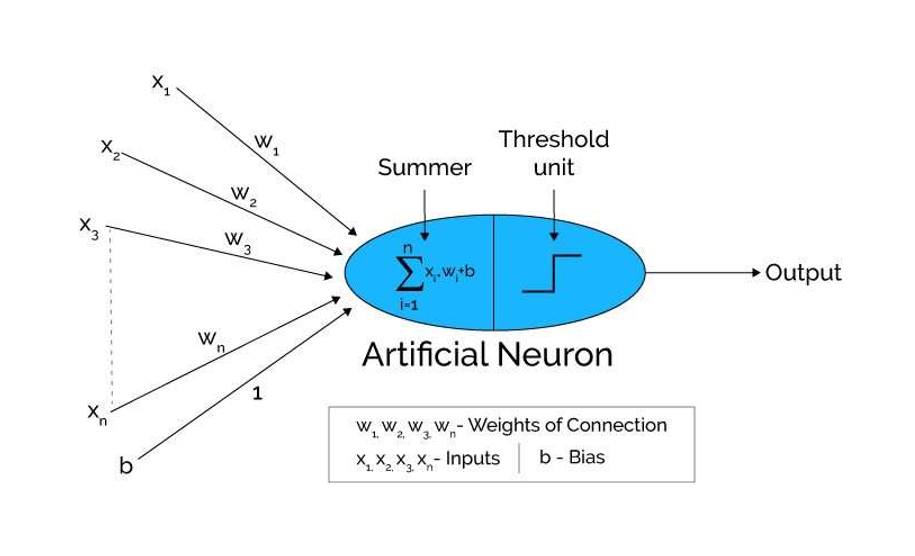 x₁
w₁
x₂
w₂
x₃
w₃
Summer
Threshold
unit
n
∑ xᵢ.wᵢ+b
i=1
Output
wₙ
xₙ
1
b
Artificial Neuron
w₁, w₂, w₃, wₙ- Weights of Connection
x₁, x₂, x₃, xₙ- Inputs | b - Bias